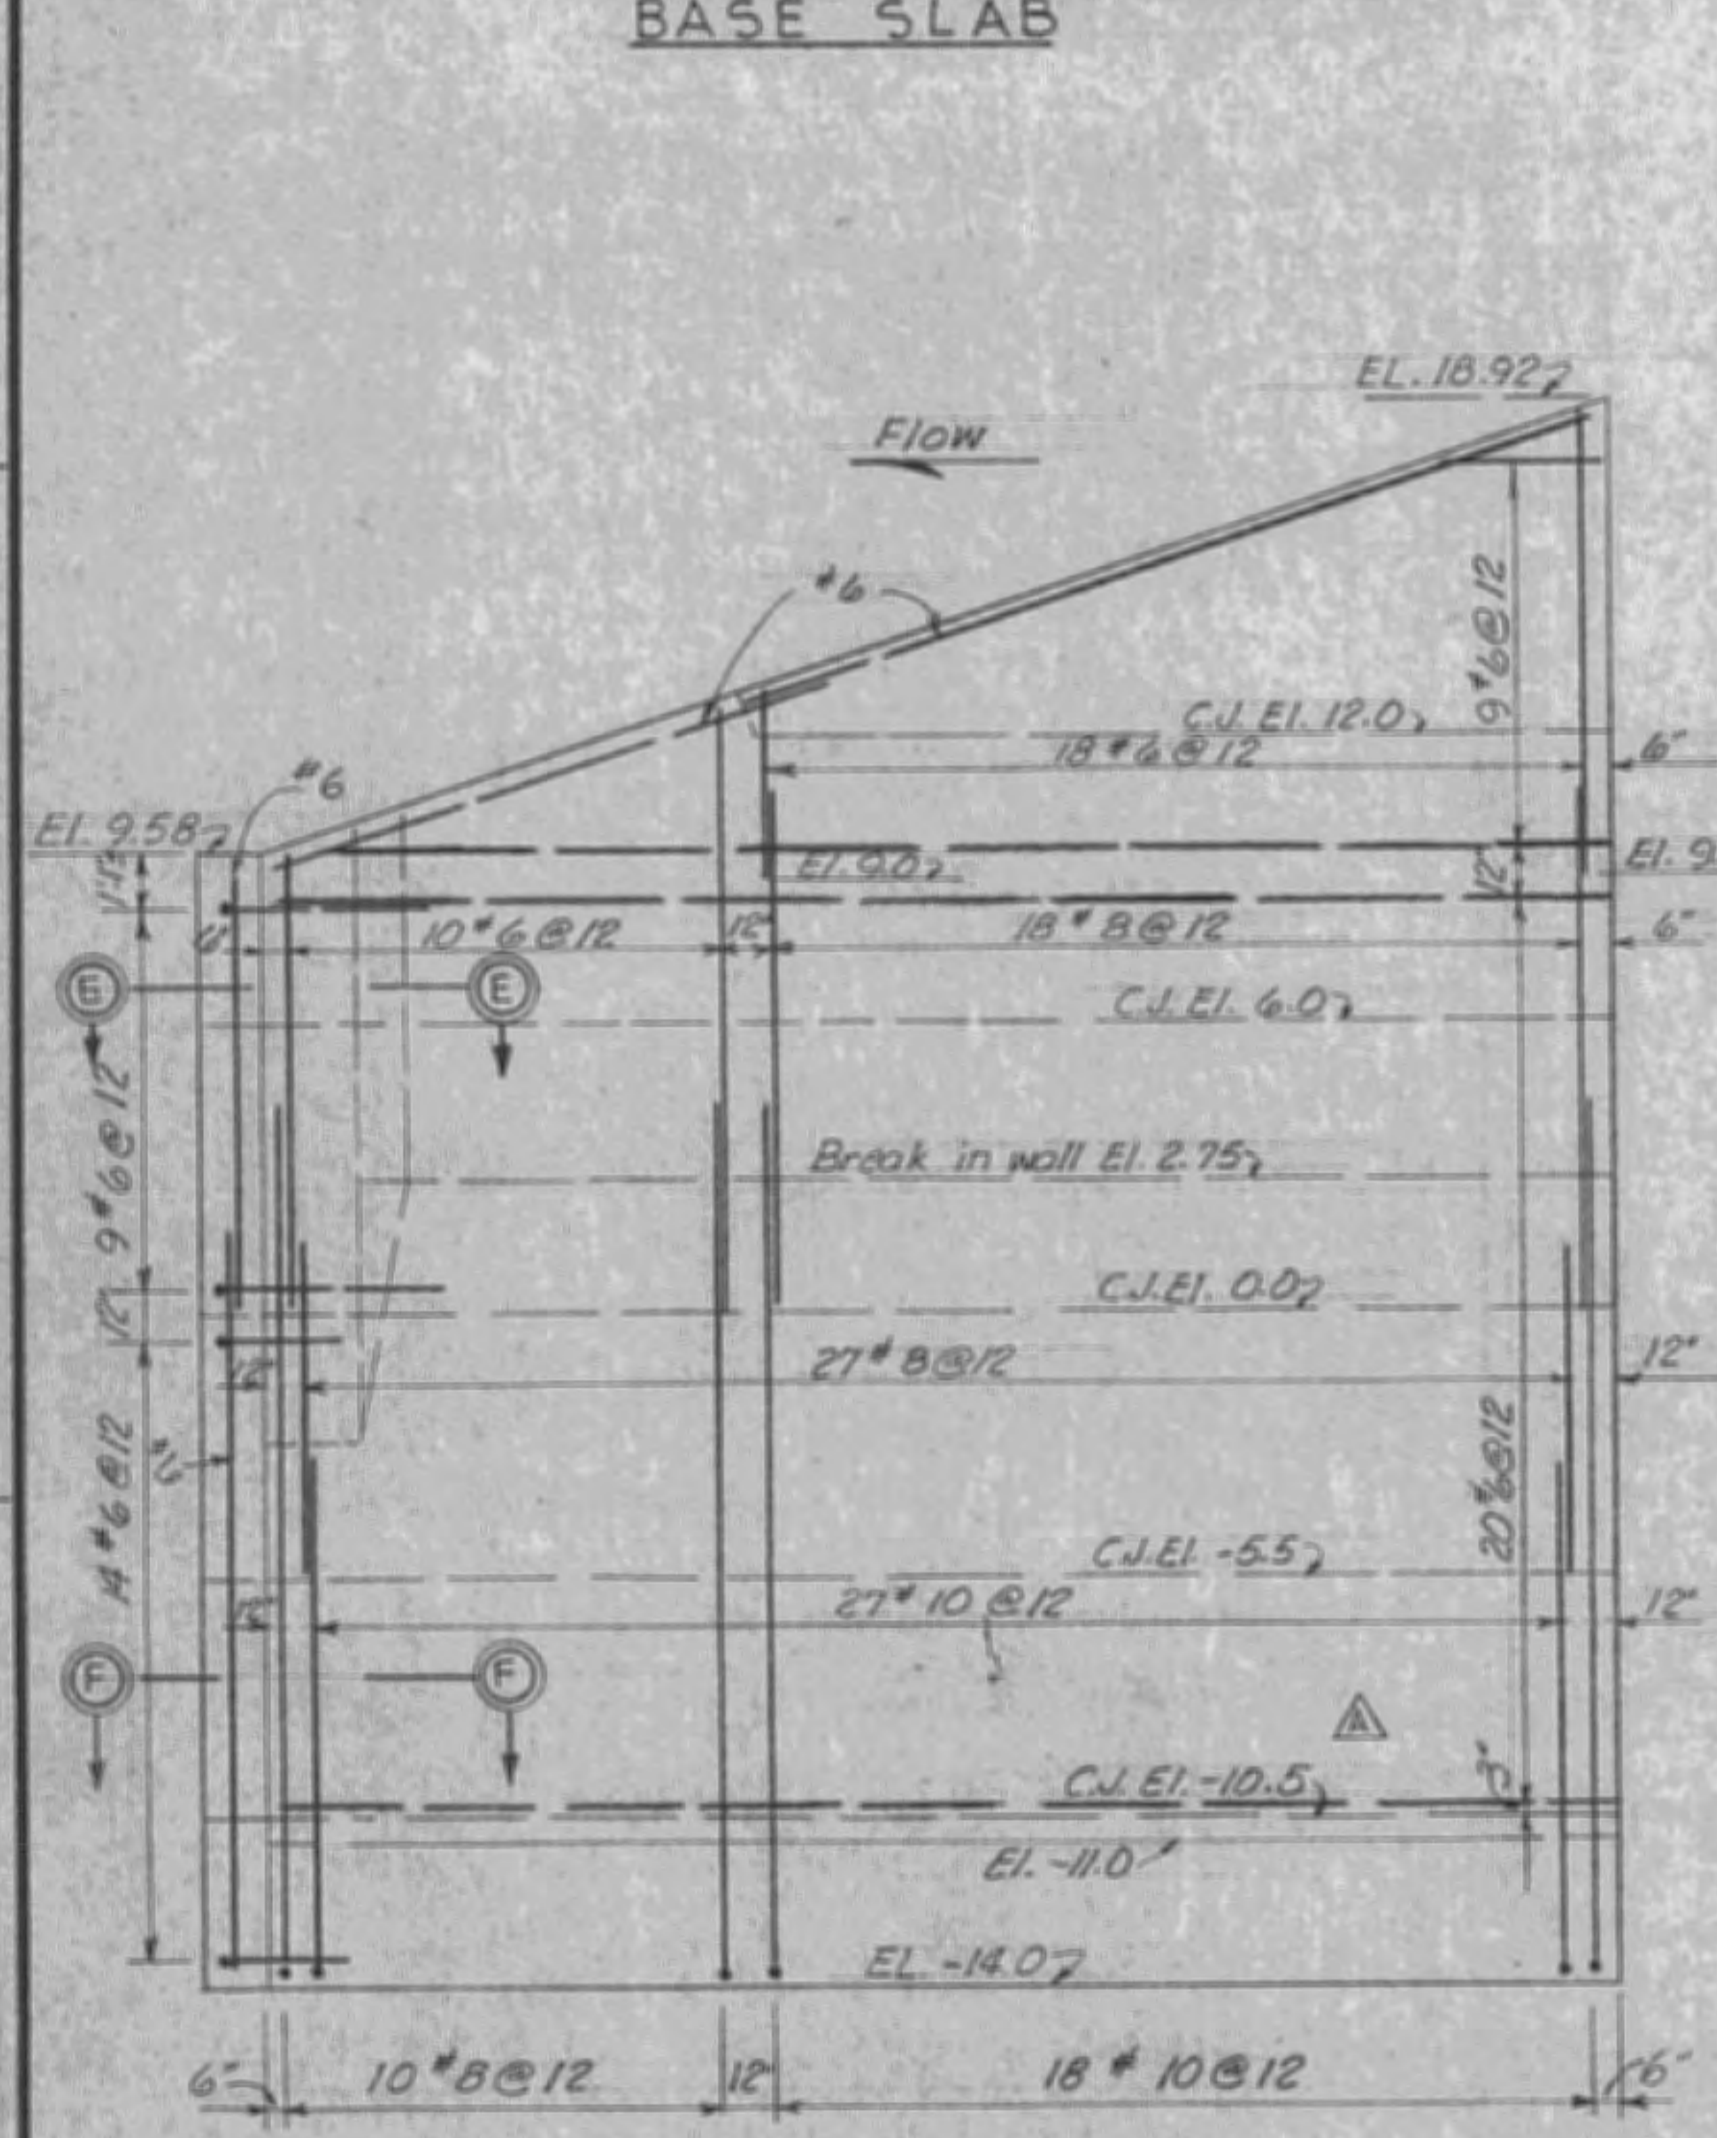 BASE SLAB
EL. 18.92
Flow
#6
9#6@12
C.J. El. 12.0
18#6@12
6"
#6
El. 9.58
El. 9.0
12"
El. 9
6"
10#6@12
12"
18#8@12
6"
E
E
C.J. El. 6.0
9#6@12
Break in wall El. 2.75
C.J. El. 0.0
12"
12"
27#8@12
12"
14#6@12
#6
20#6@12
C.J. El. -5.5
12"
27#10@12
12"
F
F
C.J. El. -10.5
3"
El. -11.0
EL. -14.0
6"
10#8@12
12"
18#10@12
6"